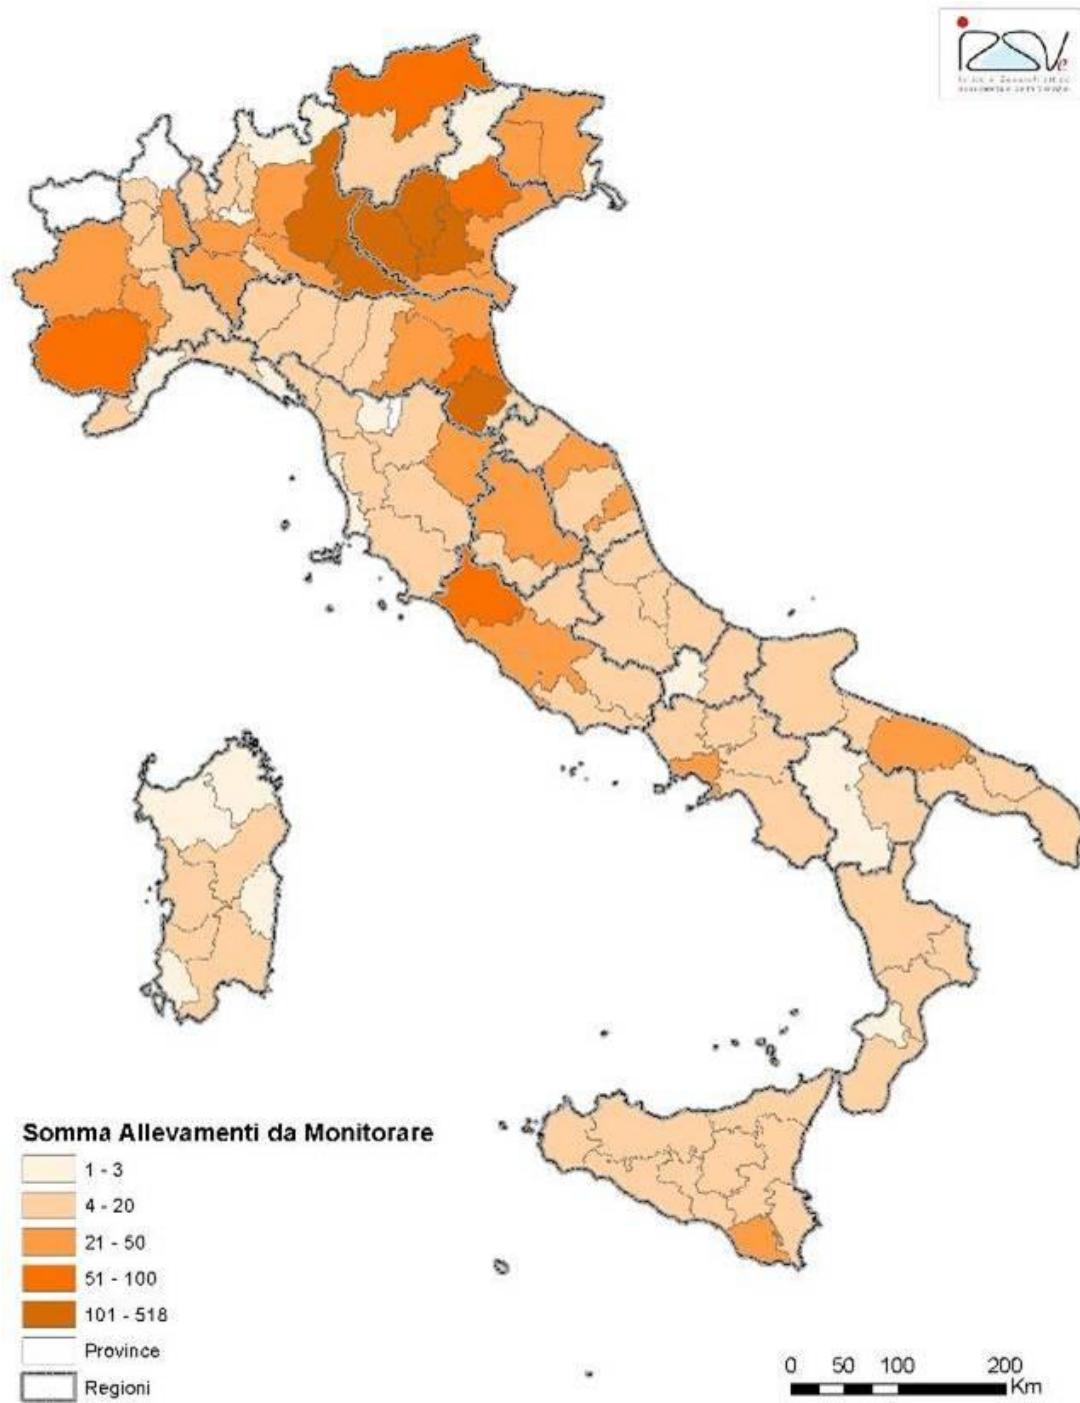 IZSVe
Somma Allevamenti da Monitorare
1 - 3
4 - 20
21 - 50
51 - 100
101 - 518
Province
Regioni
0 50 100 200
Km